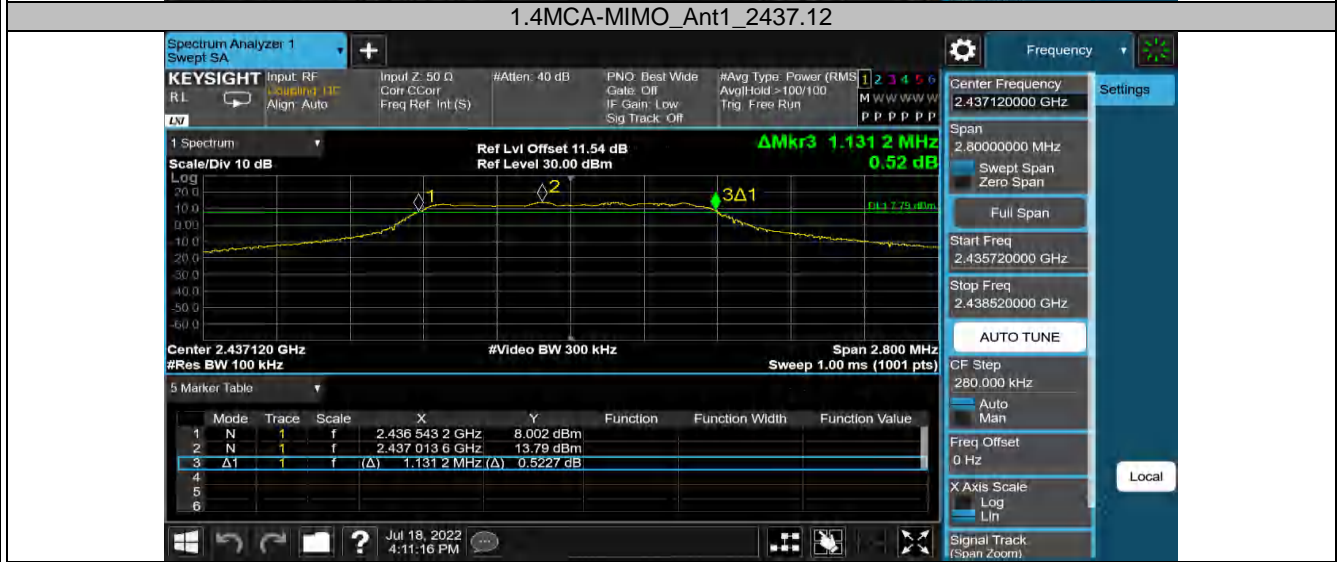 1.4MCA-MIMO_Ant1_2437.12
Spectrum Analyzer 1
Swept SA
+
Frequency
Settings
KEYSIGHT
RL
LXI
Input: RF
Coupling: DC
Align: Auto
Input Z: 50 Ω
Corr CCorr
Freq Ref: Int (S)
#Atten: 40 dB
PNO: Best Wide
Gate: Off
IF Gain: Low
Sig Track: Off
#Avg Type: Power (RMS
Avg|Hold >100/100
Trig: Free Run
1 2 3 4 5 6
M W W W W W
P P P P P P
1 Spectrum
Scale/Div 10 dB
Ref Lvl Offset 11.54 dB
Ref Level 30.00 dBm
ΔMkr3 1.131 2 MHz
0.52 dB
Log
20.0
10.0
0.00
-10.0
-20.0
-30.0
-40.0
-50.0
-60.0
1
2
3Δ1
DL1 7.79 dBm
Center 2.437120 GHz
#Res BW 100 kHz
#Video BW 300 kHz
Span 2.800 MHz
Sweep 1.00 ms (1001 pts)
5 Marker Table
Mode Trace Scale X Y Function Function Width Function Value
1 N 1 f 2.436 543 2 GHz 8.002 dBm
2 N 1 f 2.437 013 6 GHz 13.79 dBm
3 Δ1 1 f (Δ) 1.131 2 MHz (Δ) 0.5227 dB
4
5
6
Center Frequency
2.437120000 GHz
Span
2.80000000 MHz
Swept Span
Zero Span
Full Span
Start Freq
2.435720000 GHz
Stop Freq
2.438520000 GHz
AUTO TUNE
CF Step
280.000 kHz
Auto
Man
Freq Offset
0 Hz
X Axis Scale
Log
Lin
Signal Track
(Span Zoom)
Local
?
Jul 18, 2022
4:11:16 PM